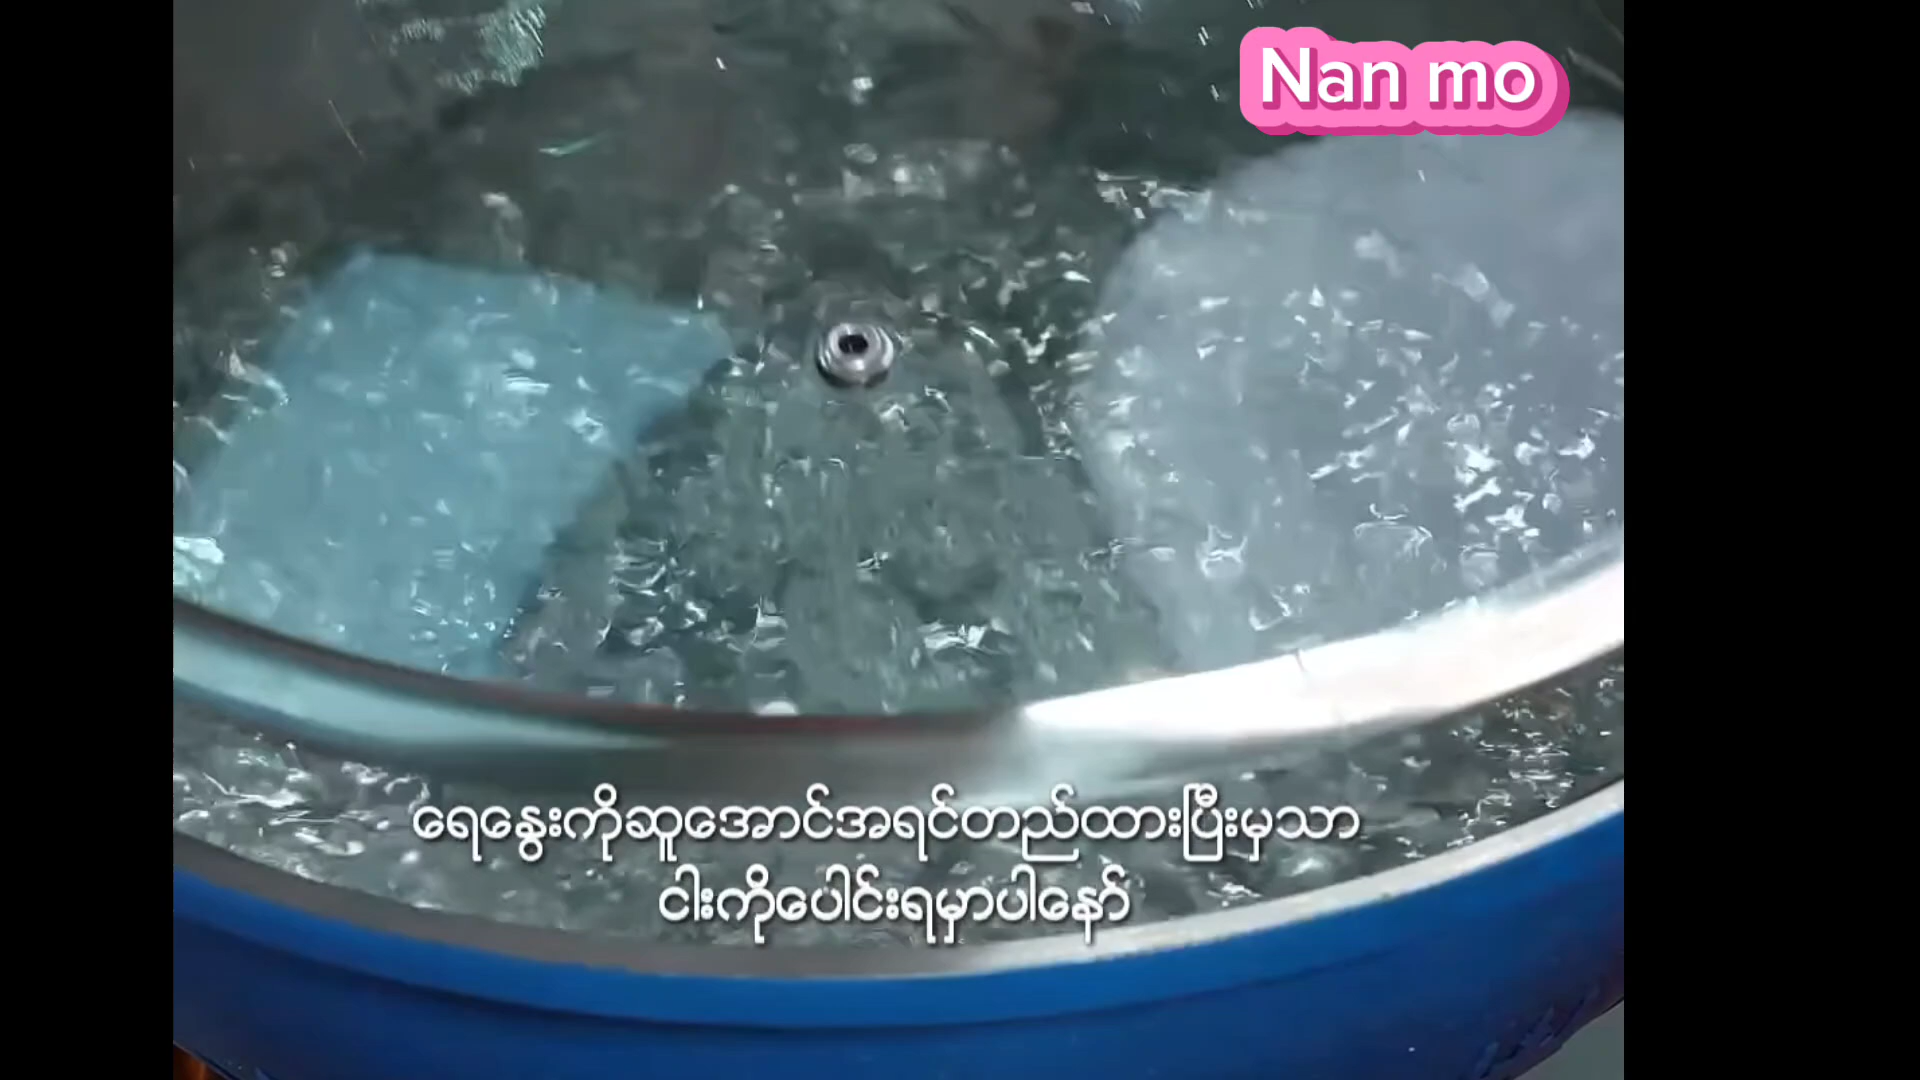 Nan mo
ရေနွေးကိုဆူအောင်အရင်တည်ထားပြီးမှသာ
ငါးကိုပေါင်းရမှာပါနော်